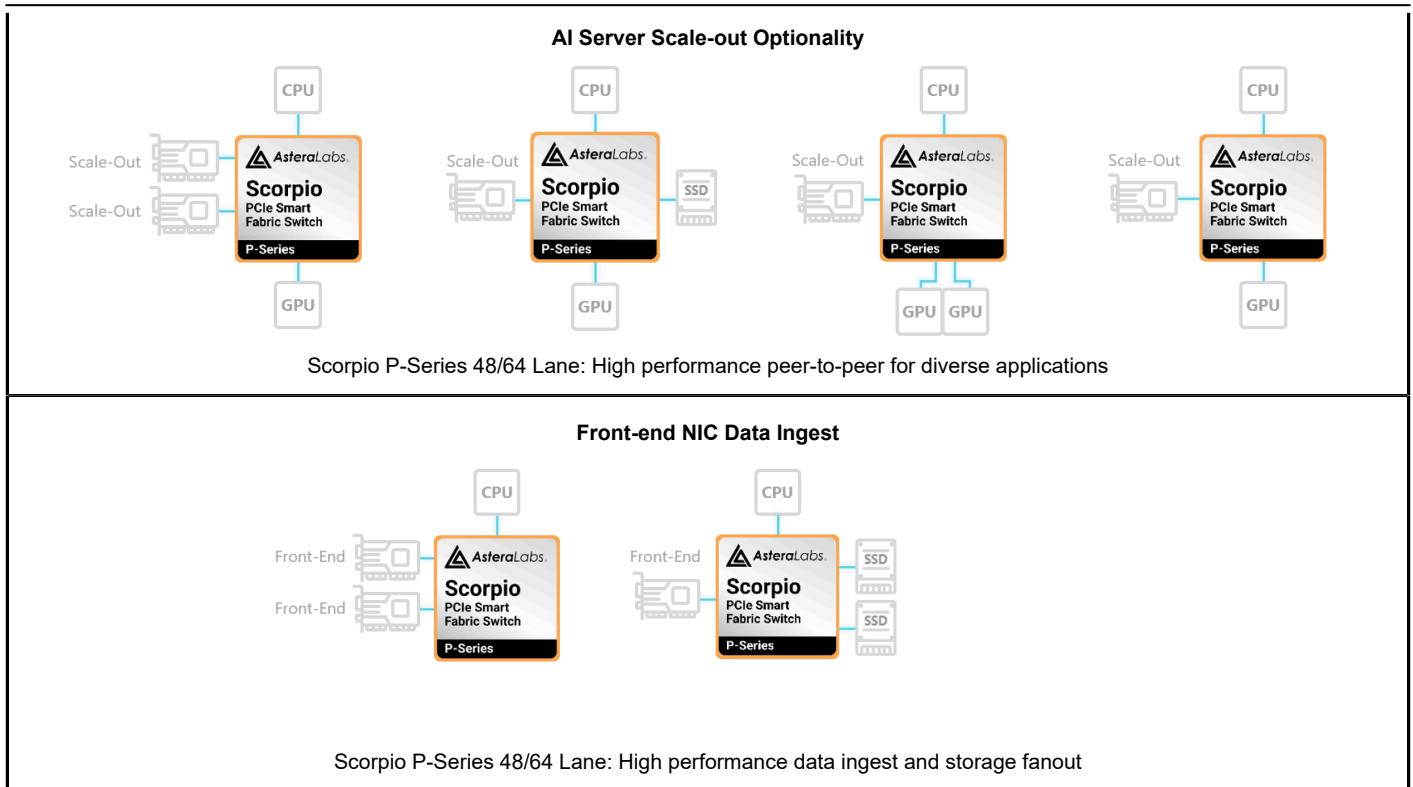 AI Server Scale-out Optionality
CPU
Scale-Out
Scale-Out
AsteraLabs.
Scorpio
PCIe Smart
Fabric Switch
P-Series
GPU
CPU
Scale-Out
AsteraLabs.
Scorpio
PCIe Smart
Fabric Switch
P-Series
SSD
GPU
CPU
Scale-Out
AsteraLabs.
Scorpio
PCIe Smart
Fabric Switch
P-Series
GPU GPU
CPU
Scale-Out
AsteraLabs.
Scorpio
PCIe Smart
Fabric Switch
P-Series
GPU
Scorpio P-Series 48/64 Lane: High performance peer-to-peer for diverse applications
Front-end NIC Data Ingest
CPU
Front-End
Front-End
AsteraLabs.
Scorpio
PCIe Smart
Fabric Switch
P-Series
CPU
Front-End
AsteraLabs.
Scorpio
PCIe Smart
Fabric Switch
P-Series
SSD
SSD
Scorpio P-Series 48/64 Lane: High performance data ingest and storage fanout